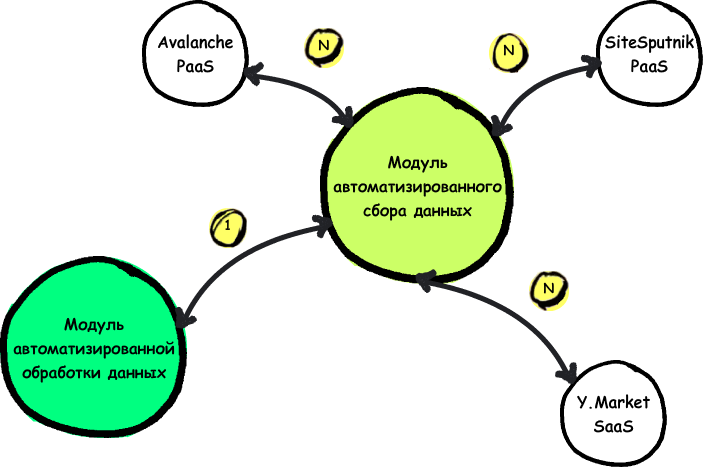 Avalanche
PaaS
N
N
SiteSputnik
PaaS
Модуль
автоматизированного
сбора данных
1
N
Модуль
автоматизированной
обработки данных
Y.Market
SaaS